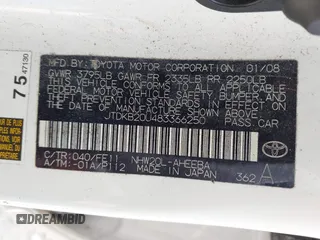 MFD BY: TOYOTA MOTOR CORPORATION 01/08
GVWR 3795LB GAWR FR 2335LB RR 2250LB
THIS VEHICLE CONFORMS TO ALL APPLICABLE
FEDERAL MOTOR VEHICLE SAFETY, BUMPER, AND
THEFT PREVENTION STANDARDS IN EFFECT ON THE
DATE OF MANUFACTURE SHOWN ABOVE.
JTDKB20U483356250 PASS. CAR
C/TR: 040/FE11 NHW20L-AHEEBA
A/TM: -01A/P112 MADE IN JAPAN 362 A
75
47130
DREAMBID